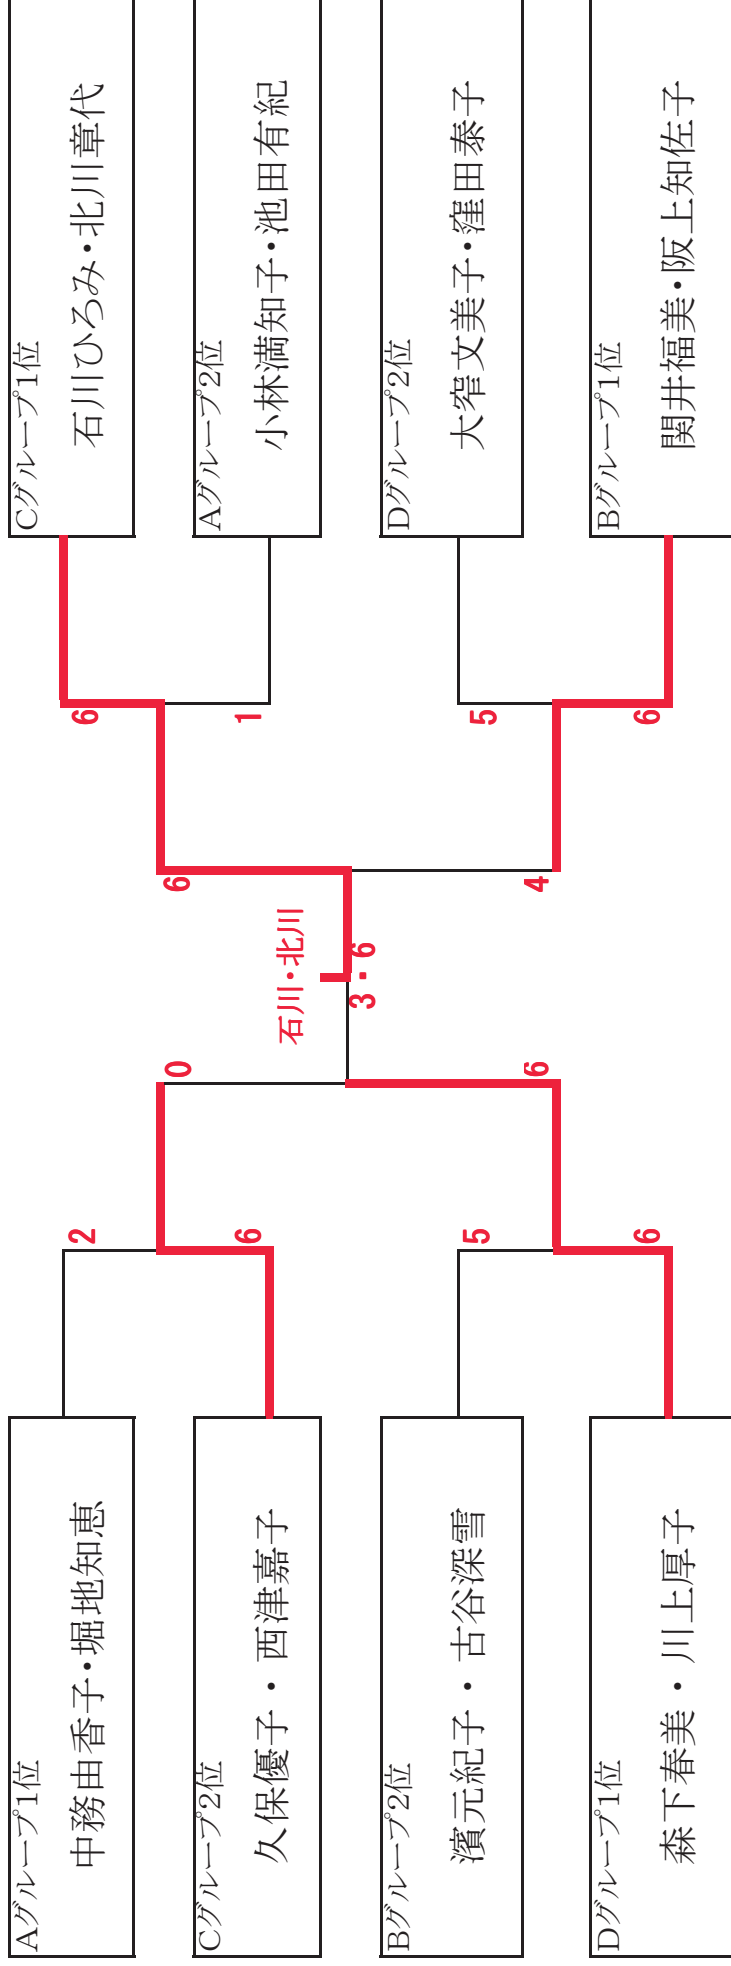 Aグループ1位
中務由香子・堀地知恵
Cグループ2位
久保優子・西津嘉子
Bグループ2位
濱元紀子・古谷深雪
Dグループ1位
森下春美・川上厚子
2
6
5
6
0
6
石川・北川
3・6
6
4
6
1
5
6
Cグループ1位
石川ひろみ・北川章代
Aグループ2位
小林満知子・池田有紀
Dグループ2位
大窄文美子・窪田泰子
Bグループ1位
関井福美・阪上知佐子